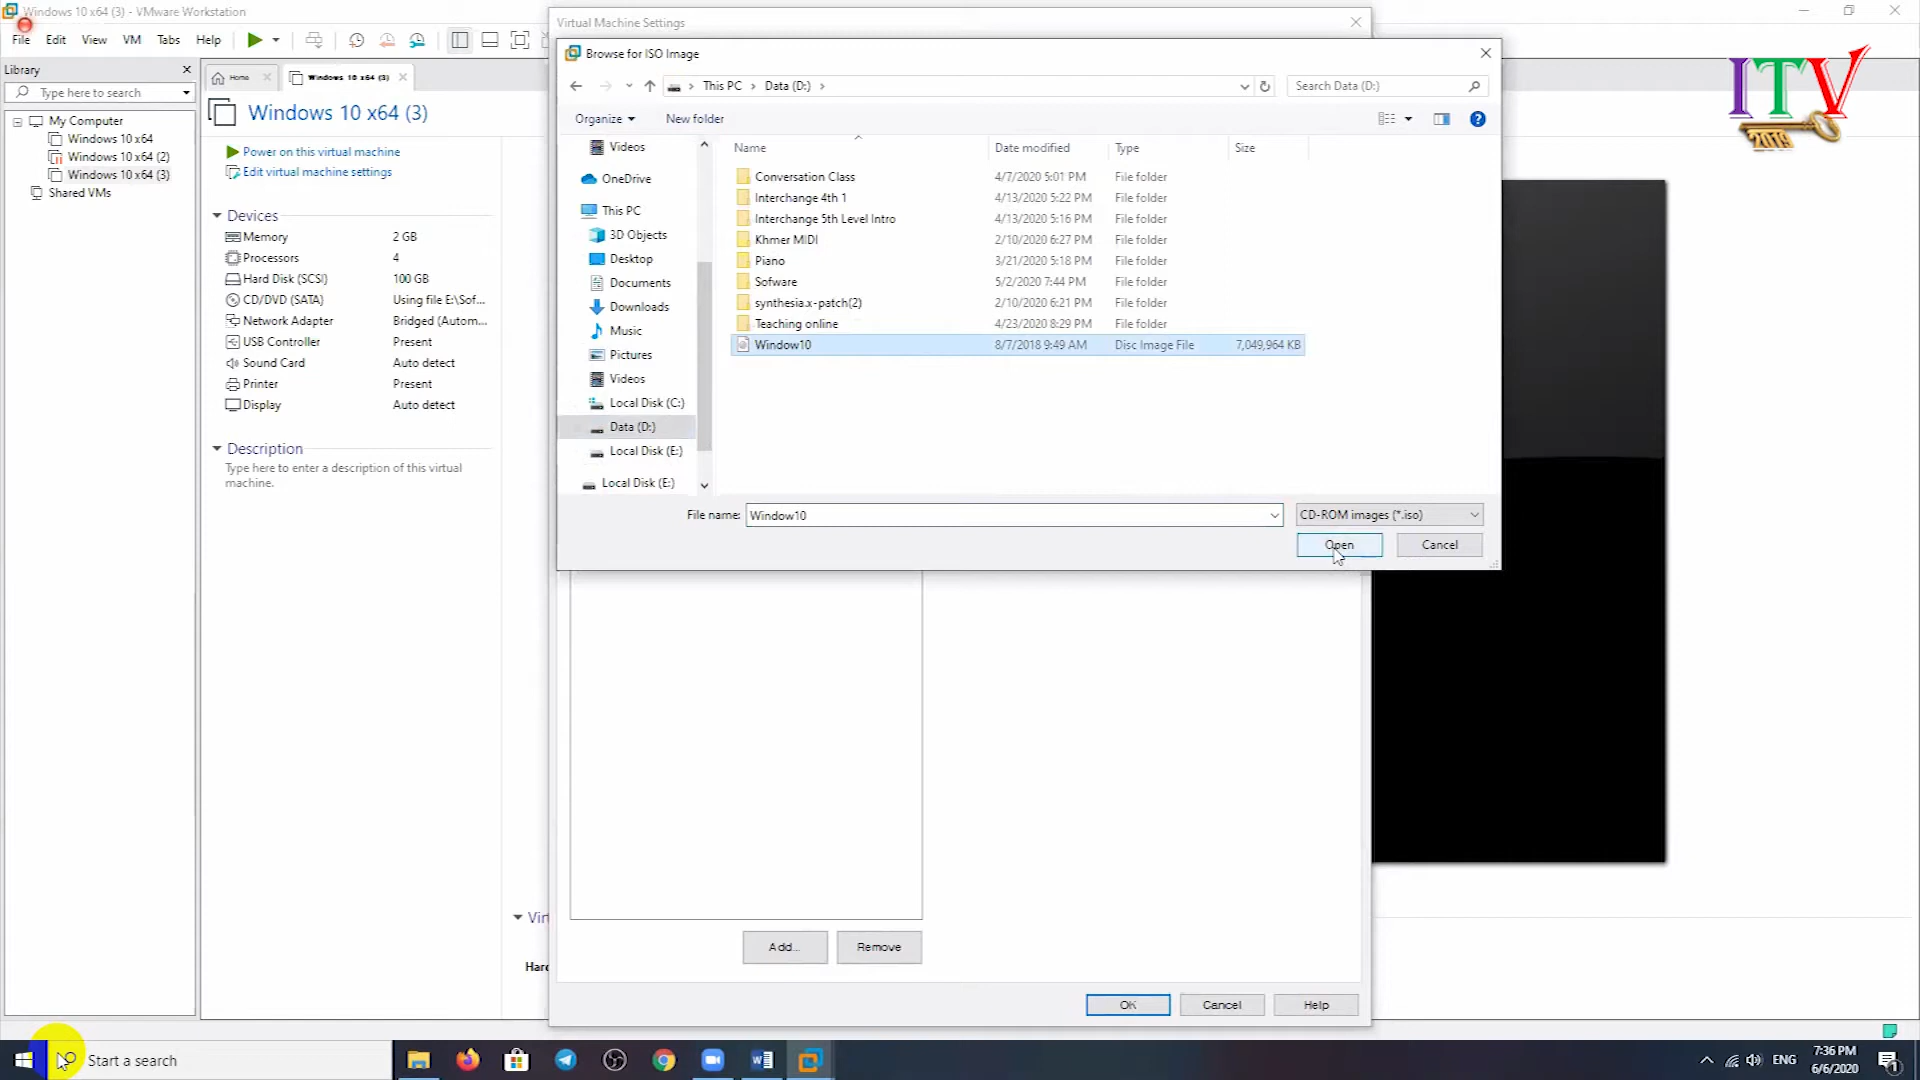 Windows 10 x64 (3) - VMware Workstation
File Edit View VM Tabs Help
Library
Type here to search
My Computer
Windows 10 x64
Windows 10 x64 (2)
Windows 10 x64 (3)
Shared VMs
Home
Windows 10 x64 (3)
Windows 10 x64 (3)
Power on this virtual machine
Edit virtual machine settings
Devices
Memory 2 GB
Processors 4
Hard Disk (SCSI) 100 GB
CD/DVD (SATA) Using file E:\Sof...
Network Adapter Bridged (Autom...
USB Controller Present
Sound Card Auto detect
Printer Present
Display Auto detect
Description
Type here to enter a description of this virtual
machine.
Virtual Machine Settings
Browse for ISO Image
This PC > Data (D:) >
Search Data (D:)
Organize
New folder
Videos
OneDrive
This PC
3D Objects
Desktop
Documents
Downloads
Music
Pictures
Videos
Local Disk (C:)
Data (D:)
Local Disk (E:)
Local Disk (E:)
Name Date modified Type Size
Conversation Class 4/7/2020 5:01 PM File folder
Interchange 4th 1 4/13/2020 5:22 PM File folder
Interchange 5th Level Intro 4/13/2020 5:16 PM File folder
Khmer MIDI 2/10/2020 6:27 PM File folder
Piano 3/21/2020 5:18 PM File folder
Sofware 5/2/2020 7:44 PM File folder
synthesia.x-patch(2) 2/10/2020 6:21 PM File folder
Teaching online 4/23/2020 8:29 PM File folder
Window10 8/7/2018 9:49 AM Disc Image File 7,049,964 KB
File name: Window10
CD-ROM images (*.iso)
Open
Cancel
Virt
Hard
Add...
Remove
OK
Cancel
Help
ITV
2019
Start a search
ENG
7:36 PM
6/6/2020
1